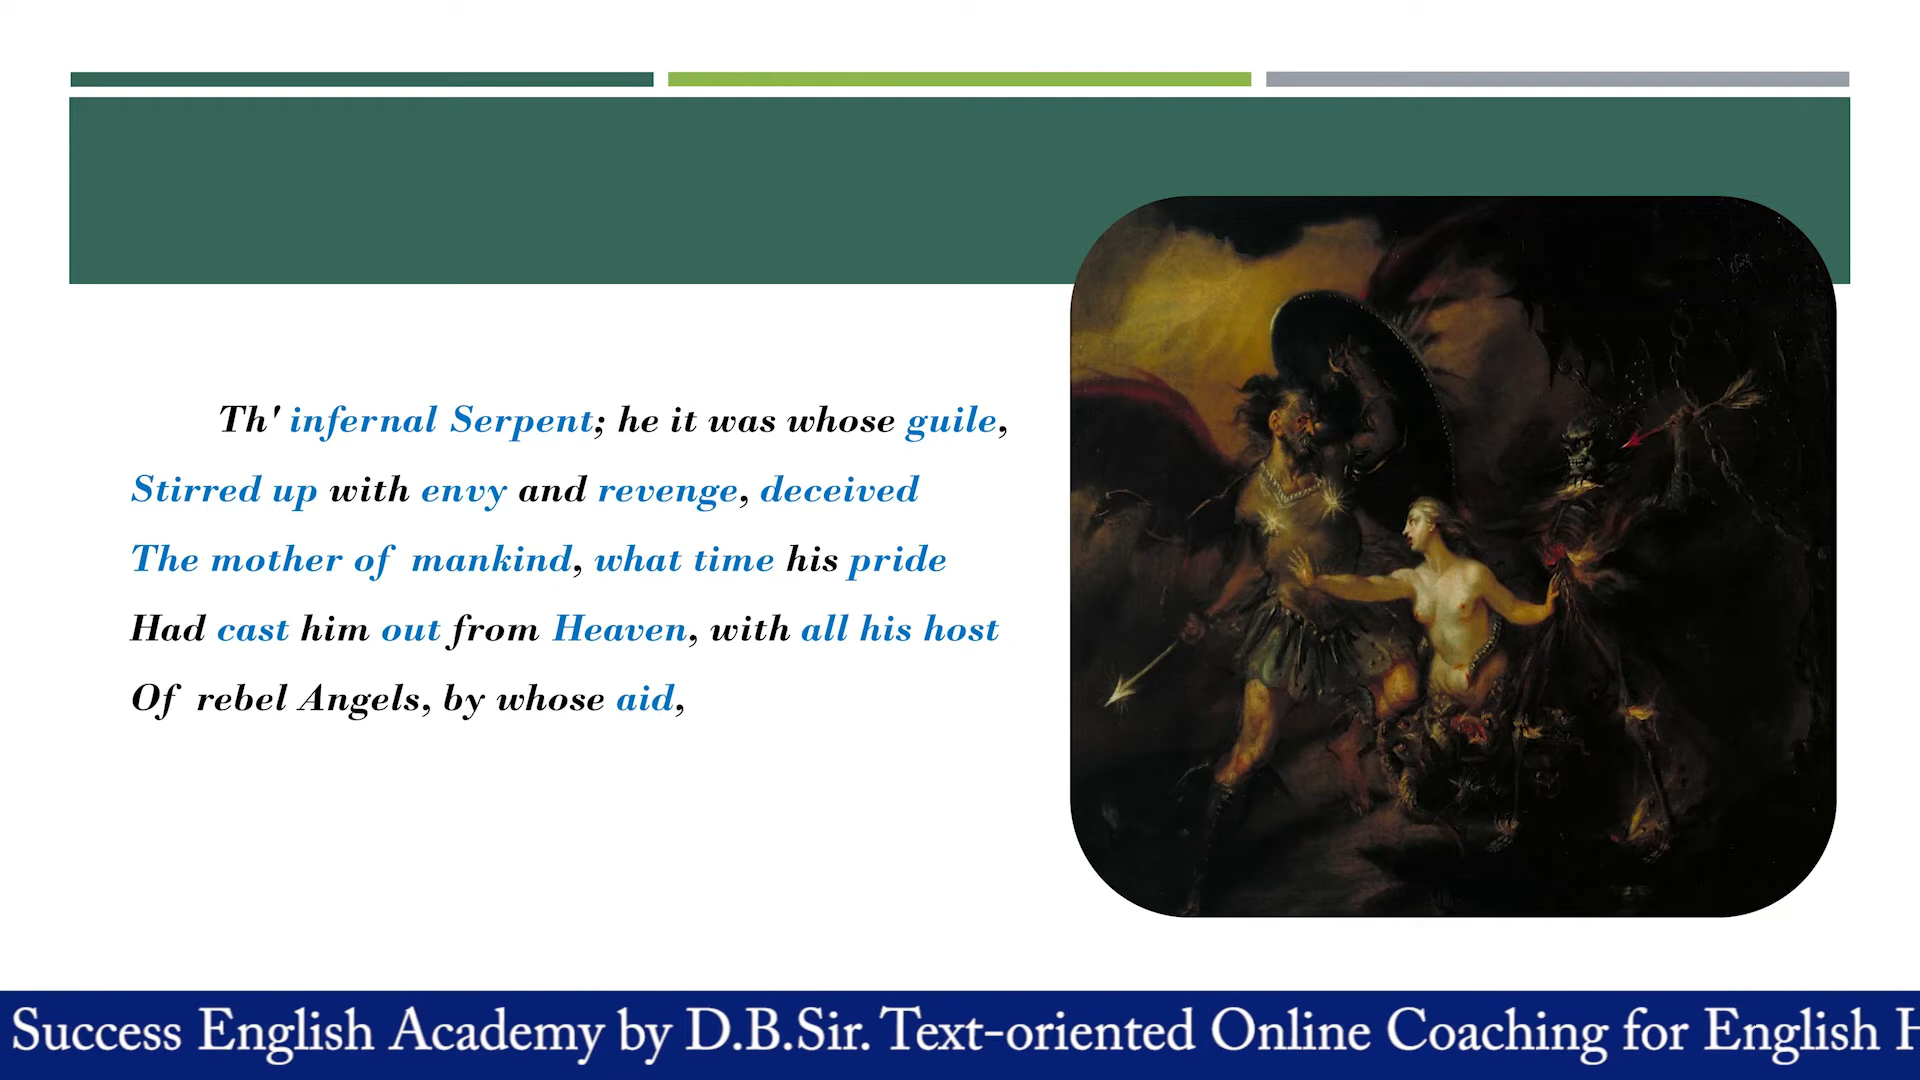 Th' infernal Serpent; he it was whose guile,
Stirred up with envy and revenge, deceived
The mother of mankind, what time his pride
Had cast him out from Heaven, with all his host
Of rebel Angels, by whose aid,
Success English Academy by D.B.Sir. Text-oriented Online Coaching for English H